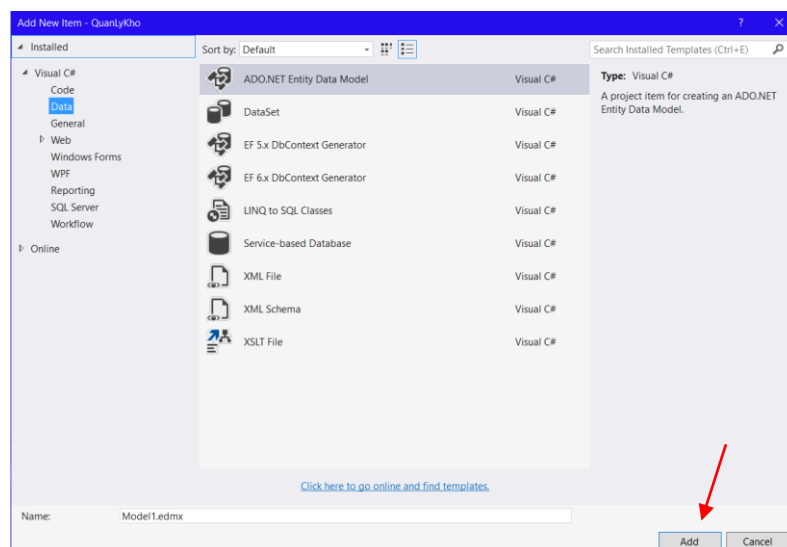 Add New Item - QuanLyKho
? ×
Installed
Sort by: Default
Search Installed Templates (Ctrl+E)
Visual C#
Code
Data
General
Web
Windows Forms
WPF
Reporting
SQL Server
Workflow
Online
ADO.NET Entity Data Model Visual C#
DataSet Visual C#
EF 5.x DbContext Generator Visual C#
EF 6.x DbContext Generator Visual C#
LINQ to SQL Classes Visual C#
Service-based Database Visual C#
XML File Visual C#
XML Schema Visual C#
XSLT File Visual C#
Type: Visual C#
A project item for creating an ADO.NET
Entity Data Model.
Click here to go online and find templates.
Name: Model1.edmx
Add Cancel